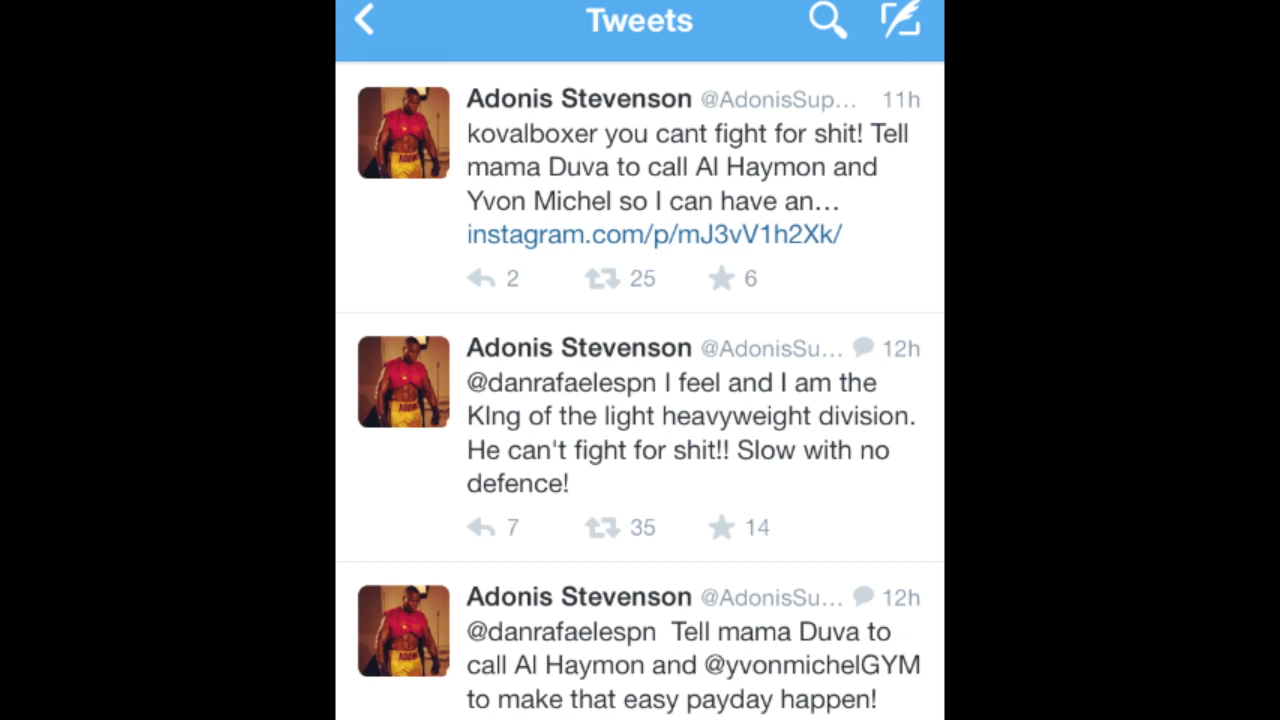 Tweets
Adonis Stevenson @AdonisSup... 11h
kovalboxer you cant fight for shit! Tell
mama Duva to call Al Haymon and
Yvon Michel so I can have an...
instagram.com/p/mJ3vV1h2Xk/
2 25 6
Adonis Stevenson @AdonisSu... 12h
@danrafaelespn I feel and I am the
KIng of the light heavyweight division.
He can't fight for shit!! Slow with no
defence!
7 35 14
Adonis Stevenson @AdonisSu... 12h
@danrafaelespn  Tell mama Duva to
call Al Haymon and @yvonmichelGYM
to make that easy payday happen!